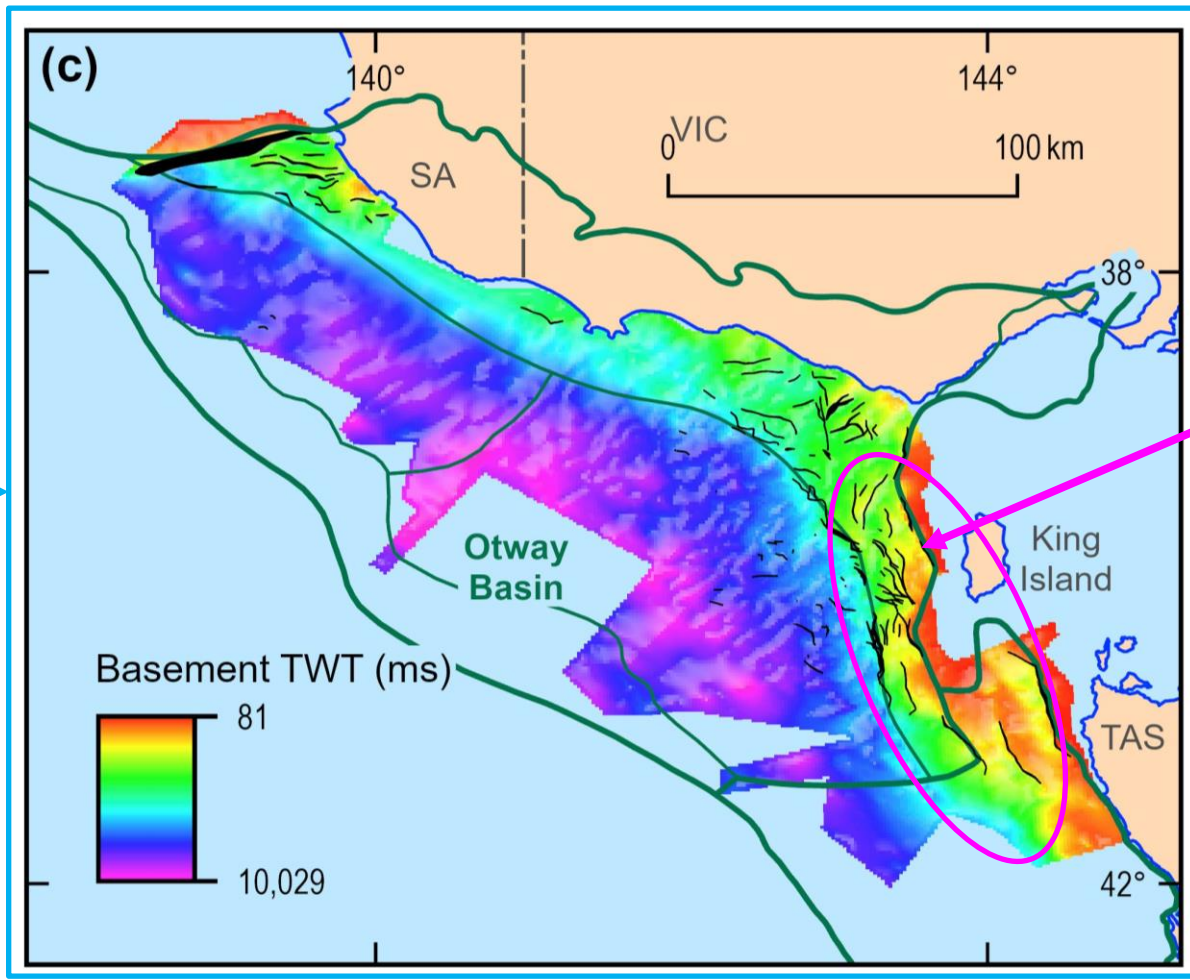 (c)
140°
144°
VIC
0
100 km
SA
38°
Otway
Basin
King
Island
Basement TWT (ms)
81
TAS
10,029
42°